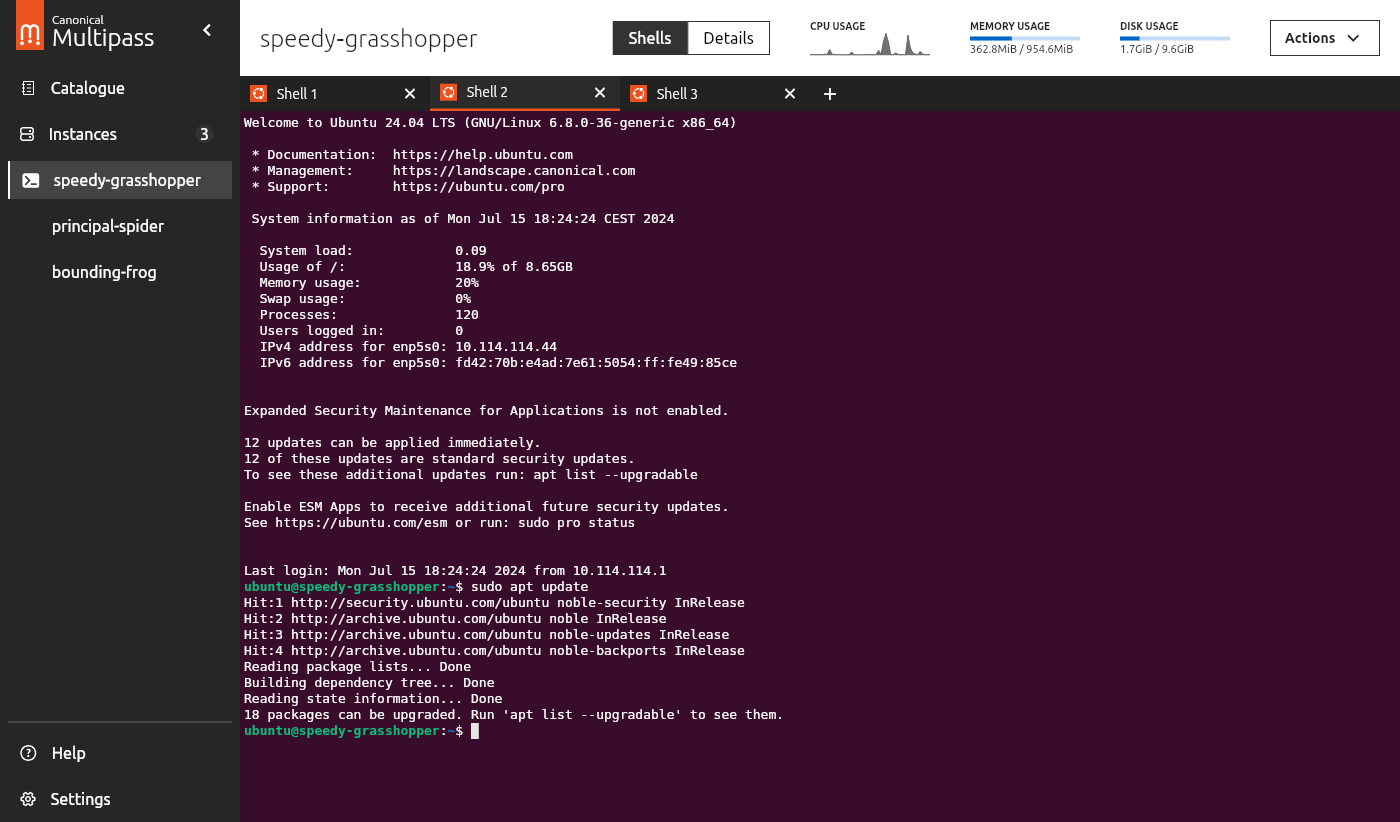 Canonical
Multipass
Catalogue
Instances 3
speedy-grasshopper
principal-spider
bounding-frog
Help
Settings
speedy-grasshopper
Shells Details
CPU USAGE
MEMORY USAGE
362.8MiB / 954.6MiB
DISK USAGE
1.7GiB / 9.6GiB
Actions
Shell 1
Shell 2
Shell 3
Welcome to Ubuntu 24.04 LTS (GNU/Linux 6.8.0-36-generic x86_64)
* Documentation: https://help.ubuntu.com
* Management: https://landscape.canonical.com
* Support: https://ubuntu.com/pro
System information as of Mon Jul 15 18:24:24 CEST 2024
System load: 0.09
Usage of /: 18.9% of 8.65GB
Memory usage: 20%
Swap usage: 0%
Processes: 120
Users logged in: 0
IPv4 address for enp5s0: 10.114.114.44
IPv6 address for enp5s0: fd42:70b:e4ad:7e61:5054:ff:fe49:85ce
Expanded Security Maintenance for Applications is not enabled.
12 updates can be applied immediately.
12 of these updates are standard security updates.
To see these additional updates run: apt list --upgradable
Enable ESM Apps to receive additional future security updates.
See https://ubuntu.com/esm or run: sudo pro status
Last login: Mon Jul 15 18:24:24 2024 from 10.114.114.1
ubuntu@speedy-grasshopper:~$ sudo apt update
Hit:1 http://security.ubuntu.com/ubuntu noble-security InRelease
Hit:2 http://archive.ubuntu.com/ubuntu noble InRelease
Hit:3 http://archive.ubuntu.com/ubuntu noble-updates InRelease
Hit:4 http://archive.ubuntu.com/ubuntu noble-backports InRelease
Reading package lists... Done
Building dependency tree... Done
Reading state information... Done
18 packages can be upgraded. Run 'apt list --upgradable' to see them.
ubuntu@speedy-grasshopper:~$